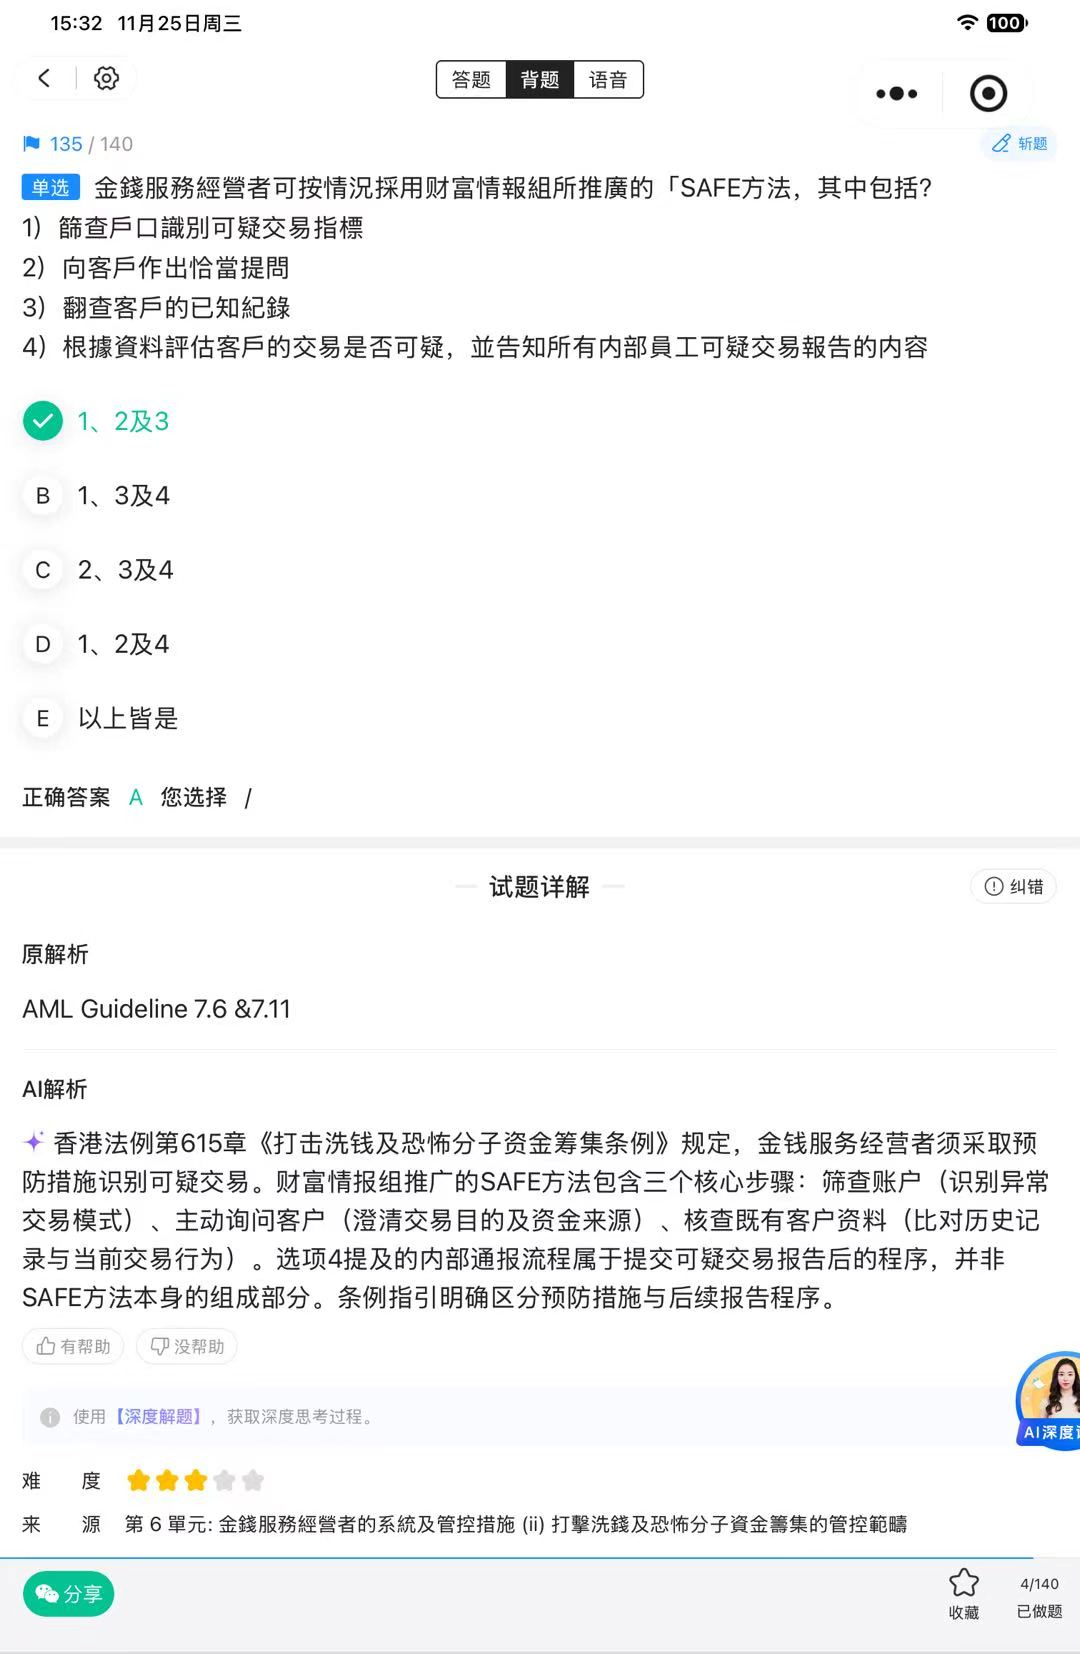 15:32 11月25日周三
100
答题 背题 语音
135 / 140
斩题
单选 金錢服務經營者可按情況採用财富情報組所推廣的「SAFE方法，其中包括?
1）篩查戶口識別可疑交易指標
2）向客戶作出恰當提問
3）翻查客戶的已知紀錄
4）根據資料評估客戶的交易是否可疑，並告知所有内部員工可疑交易報告的内容
1、2及3
B 1、3及4
C 2、3及4
D 1、2及4
E 以上皆是
正确答案 A 您选择 /
试题详解
纠错
原解析
AML Guideline 7.6 &7.11
AI解析
香港法例第615章《打击洗钱及恐怖分子资金筹集条例》规定，金钱服务经营者须采取预
防措施识别可疑交易。财富情报组推广的SAFE方法包含三个核心步骤：筛查账户（识别异常
交易模式）、主动询问客户（澄清交易目的及资金来源）、核查既有客户资料（比对历史记
录与当前交易行为）。选项4提及的内部通报流程属于提交可疑交易报告后的程序，并非
SAFE方法本身的组成部分。条例指引明确区分预防措施与后续报告程序。
有帮助 没帮助
使用【深度解题】，获取深度思考过程。
AI深度
难 度
来 源 第 6 單元: 金錢服務經營者的系統及管控措施 (ii) 打擊洗錢及恐怖分子資金籌集的管控範疇
分享
收藏
4/140
已做题